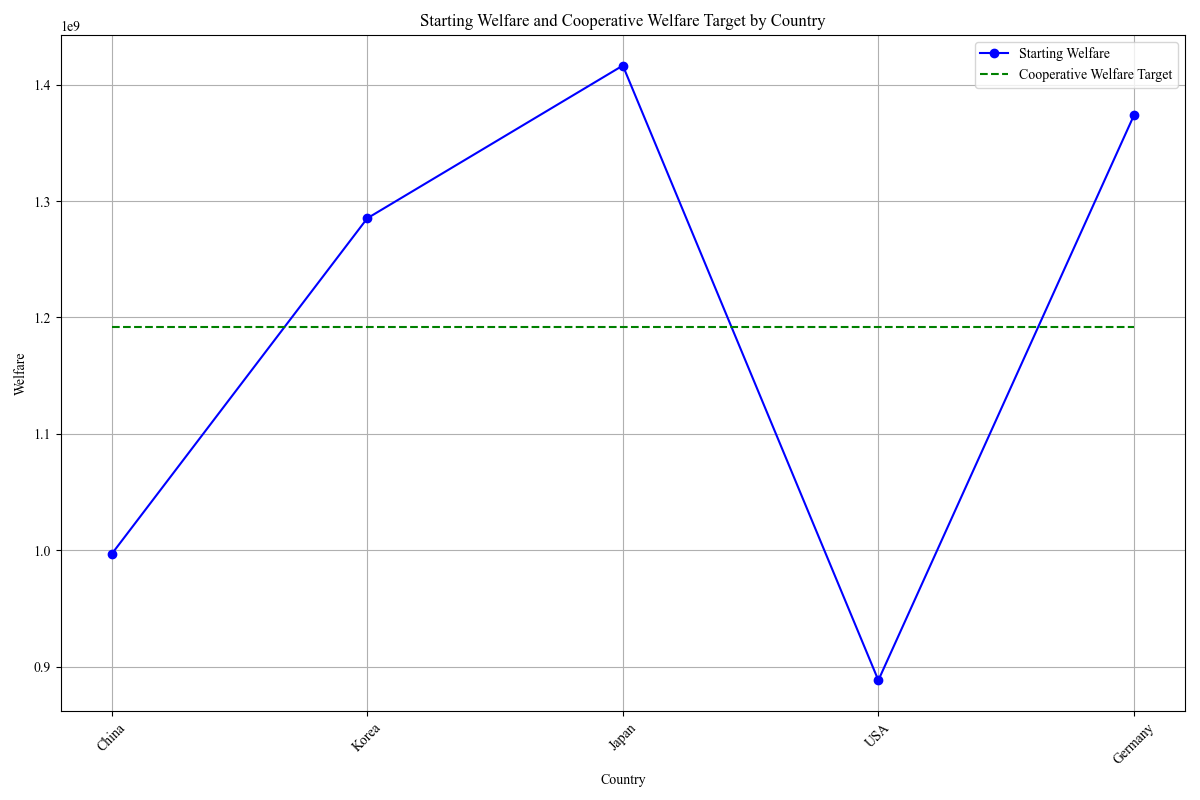 Starting Welfare and Cooperative Welfare Target by Country
1e9
Starting Welfare
Cooperative Welfare Target
1.4
1.3
1.2
1.1
1.0
0.9
Welfare
China
Korea
Japan
USA
Germany
Country